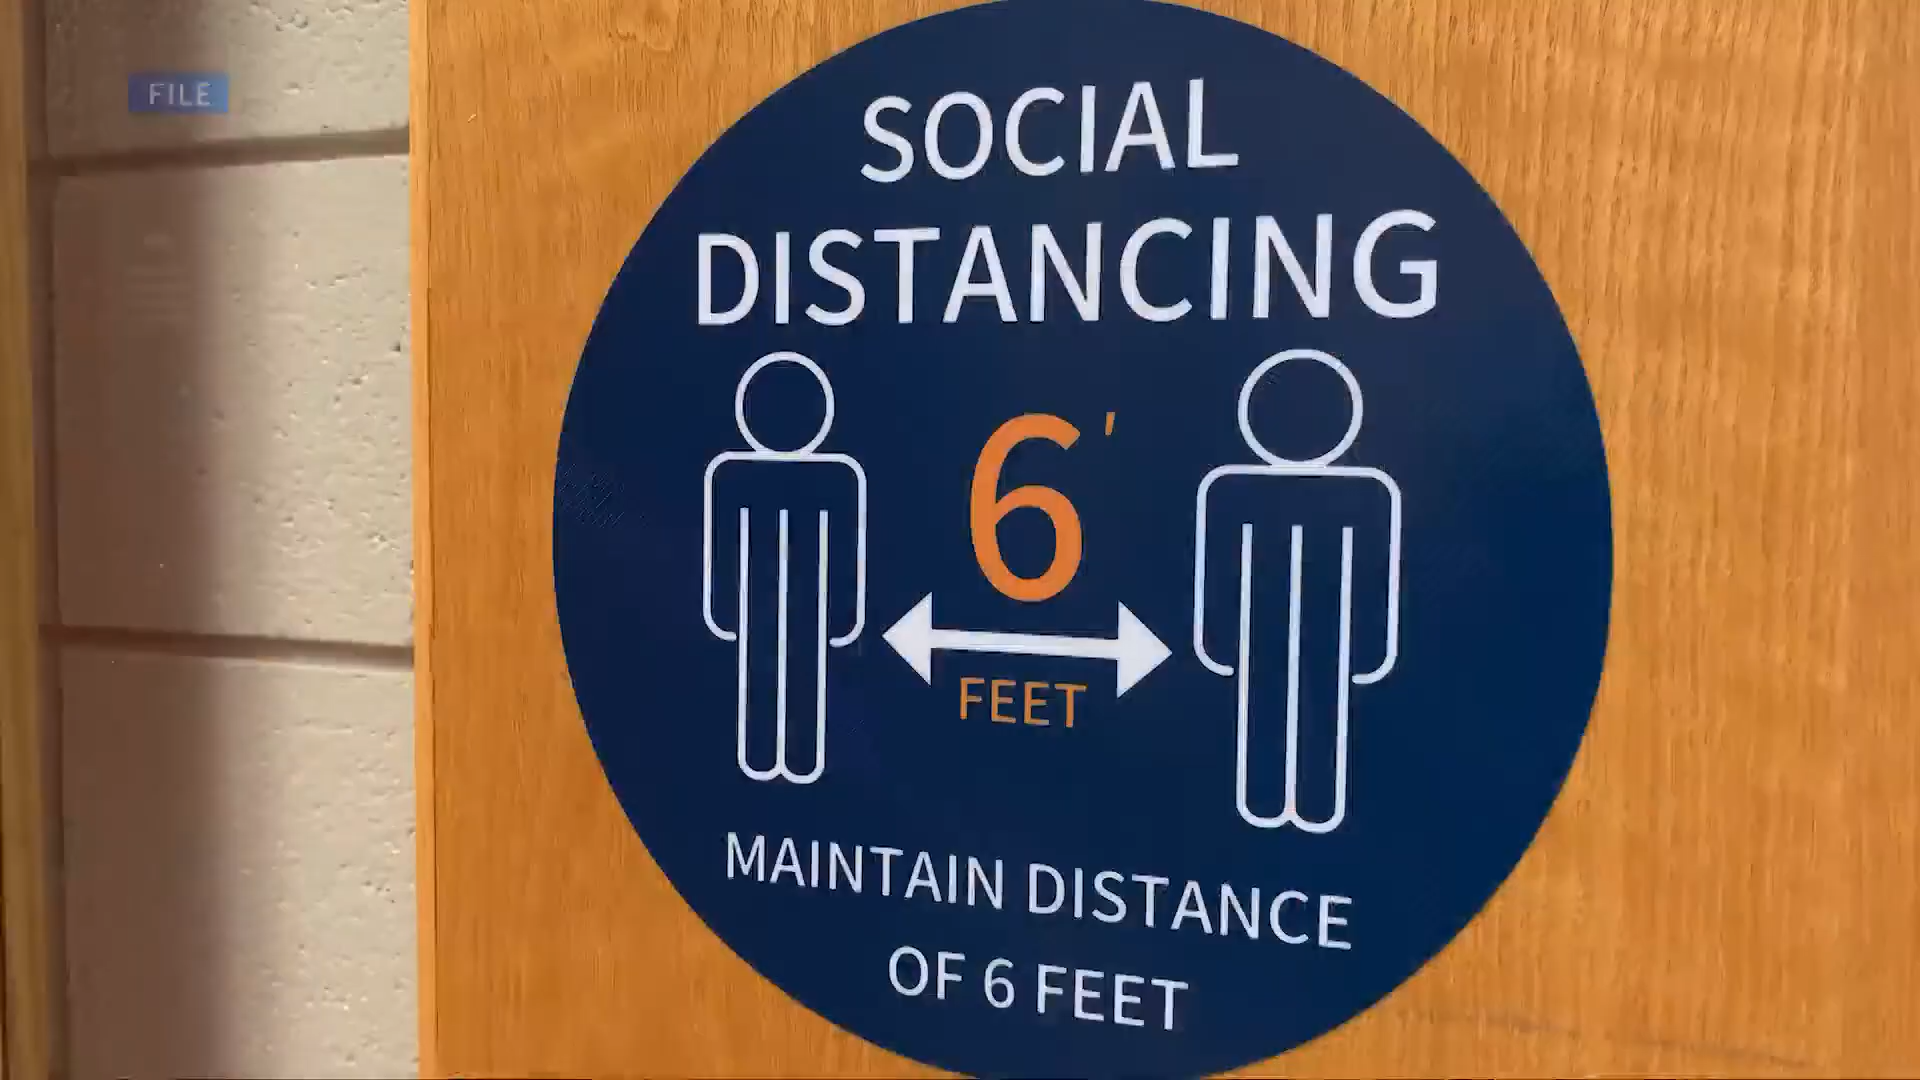 FILE
SOCIAL
DISTANCING
6'
FEET
MAINTAIN DISTANCE
OF 6 FEET